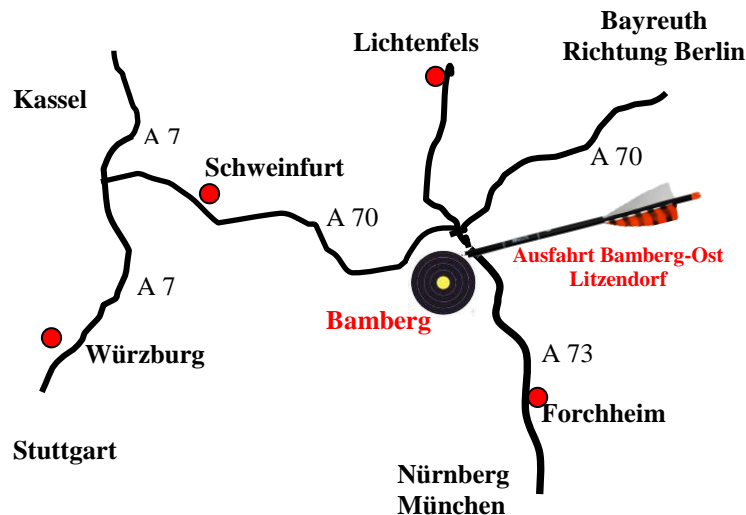 Bayreuth
Richtung Berlin
Lichtenfels
Kassel
A 7
Schweinfurt
A 70
A 70
Ausfahrt Bamberg-Ost
Litzendorf
A 7
Bamberg
Würzburg
A 73
Forchheim
Stuttgart
Nürnberg
München